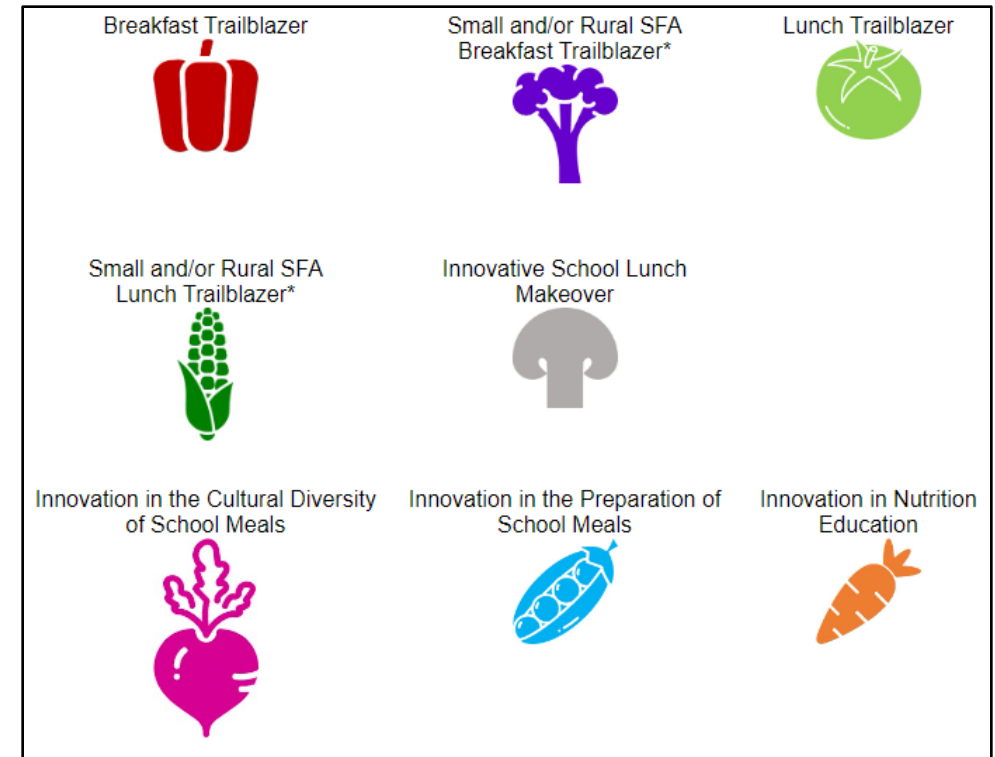 Breakfast Trailblazer
Small and/or Rural SFA
Breakfast Trailblazer*
Lunch Trailblazer
Small and/or Rural SFA
Lunch Trailblazer*
Innovative School Lunch
Makeover
Innovation in the Cultural Diversity
of School Meals
Innovation in the Preparation of
School Meals
Innovation in Nutrition
Education